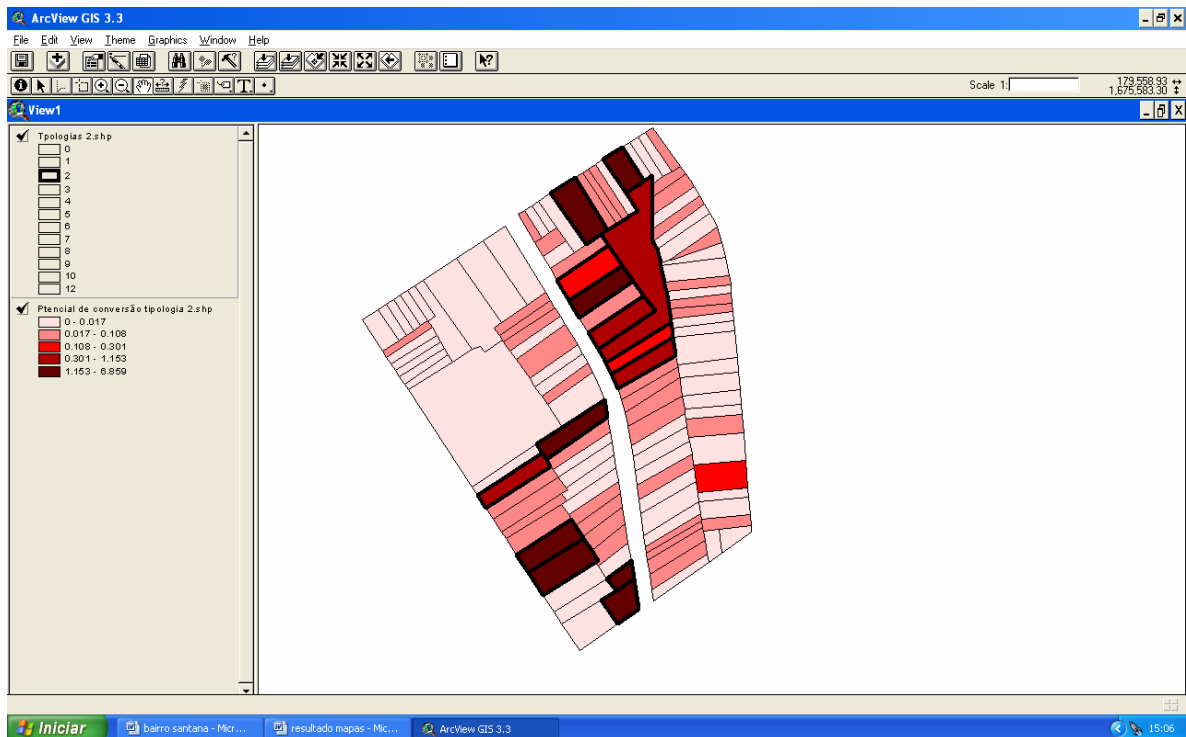 ArcView GIS 3.3
File Edit View Theme Graphics Window Help
Scale 1:
179,558.93
1,675,583.30
View1
Tpologias 2.shp
0
1
2
3
4
5
6
7
8
9
10
12
Ptencial de conversão tipologia 2.shp
0 - 0.017
0.017 - 0.108
0.108 - 0.301
0.301 - 1.153
1.153 - 6.859
Iniciar bairro santana - Micr... resultado mapas - Mic... ArcView GIS 3.3 15:06